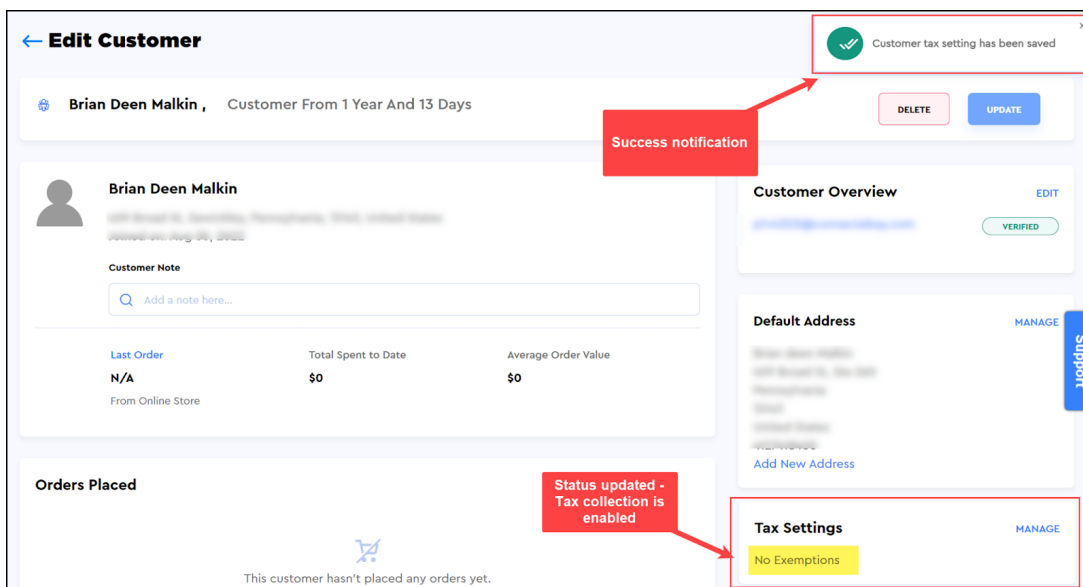 ← Edit Customer
Customer tax setting has been saved
×
Brian Deen Malkin , Customer From 1 Year And 13 Days
DELETE
UPDATE
Success notification
Brian Deen Malkin
Customer Note
Add a note here...
Last Order
Total Spent to Date
Average Order Value
N/A
$0
$0
From Online Store
Customer Overview
EDIT
VERIFIED
Default Address
MANAGE
United States
Add New Address
Support
Orders Placed
This customer hasn't placed any orders yet.
Status updated -
Tax collection is
enabled
Tax Settings
MANAGE
No Exemptions